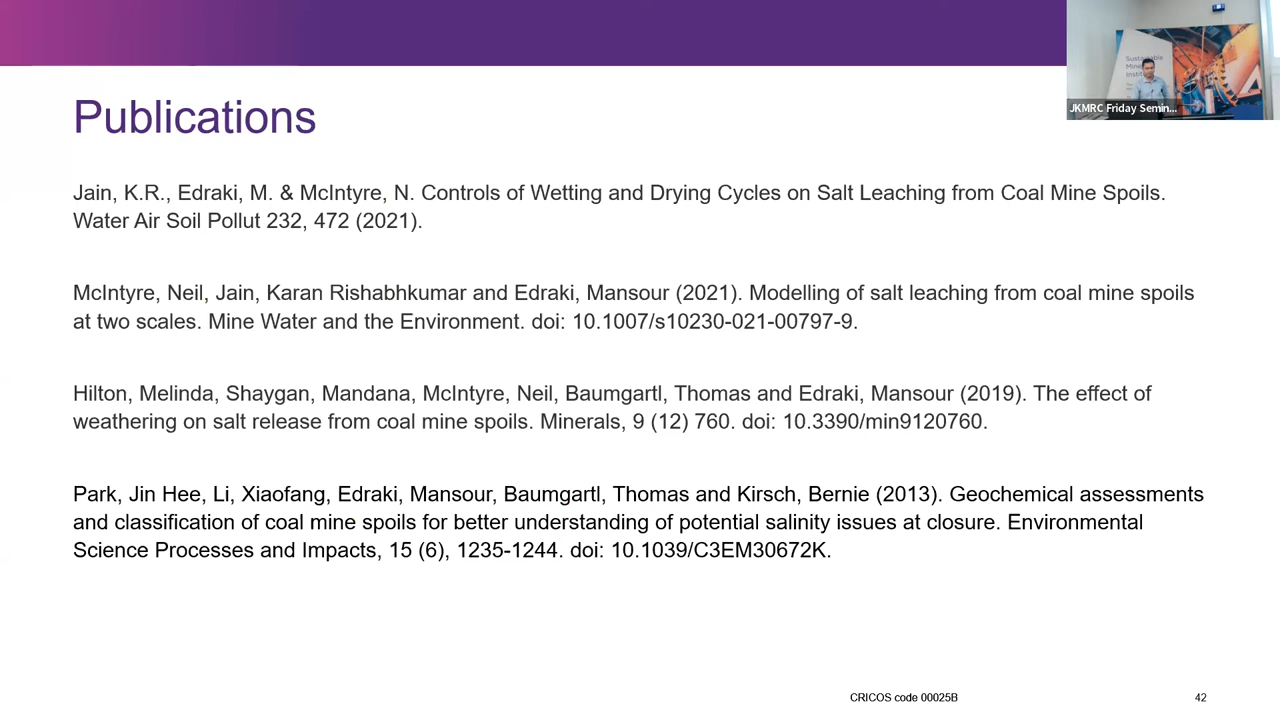 Sustainable
JKMRC Friday Semin...
Publications
Jain, K.R., Edraki, M. & McIntyre, N. Controls of Wetting and Drying Cycles on Salt Leaching from Coal Mine Spoils.
Water Air Soil Pollut 232, 472 (2021).
McIntyre, Neil, Jain, Karan Rishabhkumar and Edraki, Mansour (2021). Modelling of salt leaching from coal mine spoils
at two scales. Mine Water and the Environment. doi: 10.1007/s10230-021-00797-9.
Hilton, Melinda, Shaygan, Mandana, McIntyre, Neil, Baumgartl, Thomas and Edraki, Mansour (2019). The effect of
weathering on salt release from coal mine spoils. Minerals, 9 (12) 760. doi: 10.3390/min9120760.
Park, Jin Hee, Li, Xiaofang, Edraki, Mansour, Baumgartl, Thomas and Kirsch, Bernie (2013). Geochemical assessments
and classification of coal mine spoils for better understanding of potential salinity issues at closure. Environmental
Science Processes and Impacts, 15 (6), 1235-1244. doi: 10.1039/C3EM30672K.
CRICOS code 00025B
42